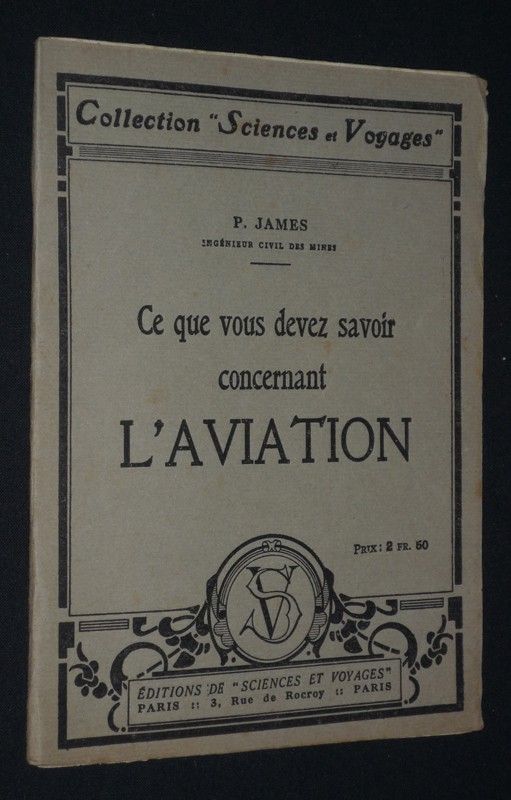 Collection "Sciences et Voyages"
P. JAMES
INGÉNIEUR CIVIL DES MINES
Ce que vous devez savoir
concernant
L'AVIATION
PRIX : 2 FR. 50
SV
ÉDITIONS DE "SCIENCES ET VOYAGES"
PARIS :: 3, Rue de Rocroy :: PARIS